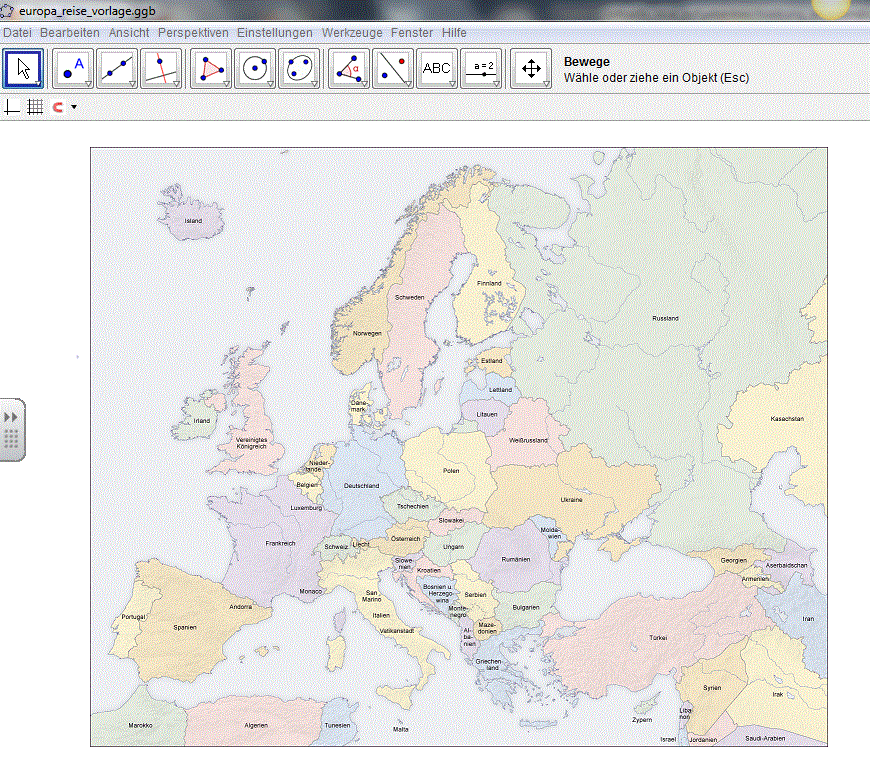 europa_reise_vorlage.ggb
Datei Bearbeiten Ansicht Perspektiven Einstellungen Werkzeuge Fenster Hilfe
A
α
ABC
a = 2
Bewege
Wähle oder ziehe ein Objekt (Esc)
Island
Finnland
Schweden
Russland
Norwegen
Estland
Lettland
Däne-
mark
Litauen
Kasachstan
Irland
Vereinigtes
Königreich
Weißrussland
Nieder-
lande
Polen
Belgien
Deutschland
Ukraine
Luxemburg
Tschechien
Slowakei
Molda-
wien
Frankreich
Schweiz
Liecht.
Österreich
Ungarn
Rumänien
Georgien
Aserbaidschan
Slowe-
nien
Kroatien
Armenien
Monaco
San
Marino
Bosnien u
Herzego-
wina
Serbien
Andorra
Monte-
negro
Bulgarien
Portugal
Spanien
Italien
Iran
Vatikanstadt
Al-
ba-
nien
Maze-
donien
Türkei
Griechen-
land
Syrien
Irak
Marokko
Algerien
Tunesien
Malta
Zypern
Liba-
non
Israel
Jordanien
Saudi-Arabien